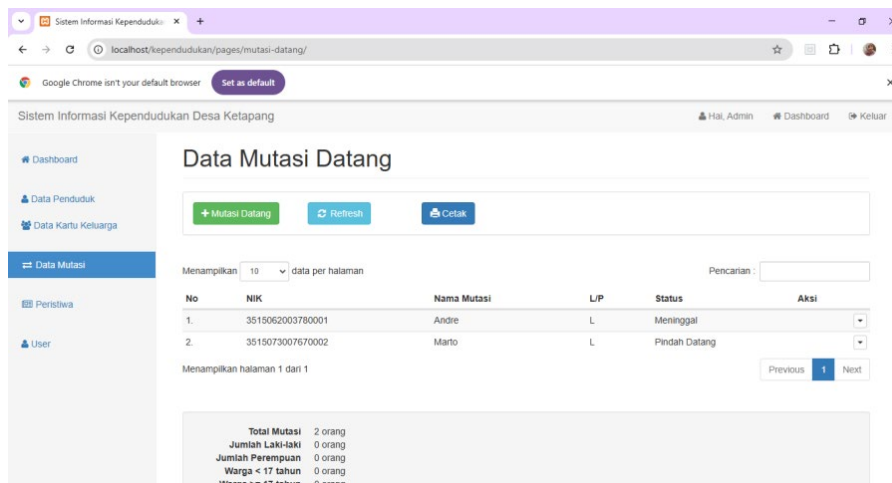 Sistem Informasi Kependuduka
localhost/kependudukan/pages/mutasi-datang/
Google Chrome isn't your default browser Set as default
Sistem Informasi Kependudukan Desa Ketapang Hai, Admin Dashboard Keluar
Dashboard
Data Penduduk
Data Kartu Keluarga
Data Mutasi
Peristiwa
User
Data Mutasi Datang
Mutasi Datang Refresh Cetak
Menampilkan 10 data per halaman Pencarian :
No NIK Nama Mutasi L/P Status Aksi
1. 3515062003780001 Andre L Meninggal
2. 3515073007670002 Marto L Pindah Datang
Menampilkan halaman 1 dari 1 Previous 1 Next
Total Mutasi 2 orang
Jumlah Laki-laki 0 orang
Jumlah Perempuan 0 orang
Warga < 17 tahun 0 orang